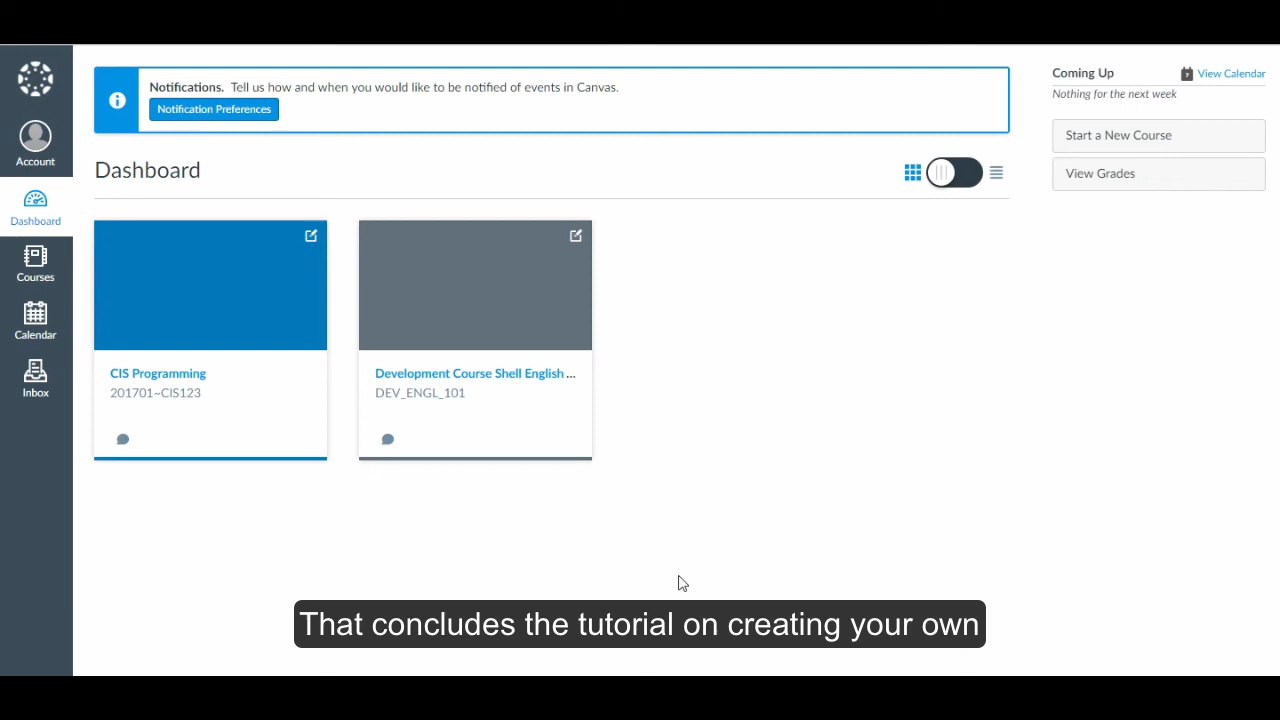 Notifications. Tell us how and when you would like to be notified of events in Canvas.
Notification Preferences
Coming Up
View Calendar
Nothing for the next week
Start a New Course
View Grades
Account
Dashboard
Courses
Calendar
Inbox
Dashboard
CIS Programming
201701~CIS123
Development Course Shell English ...
DEV_ENGL_101
That concludes the tutorial on creating your own